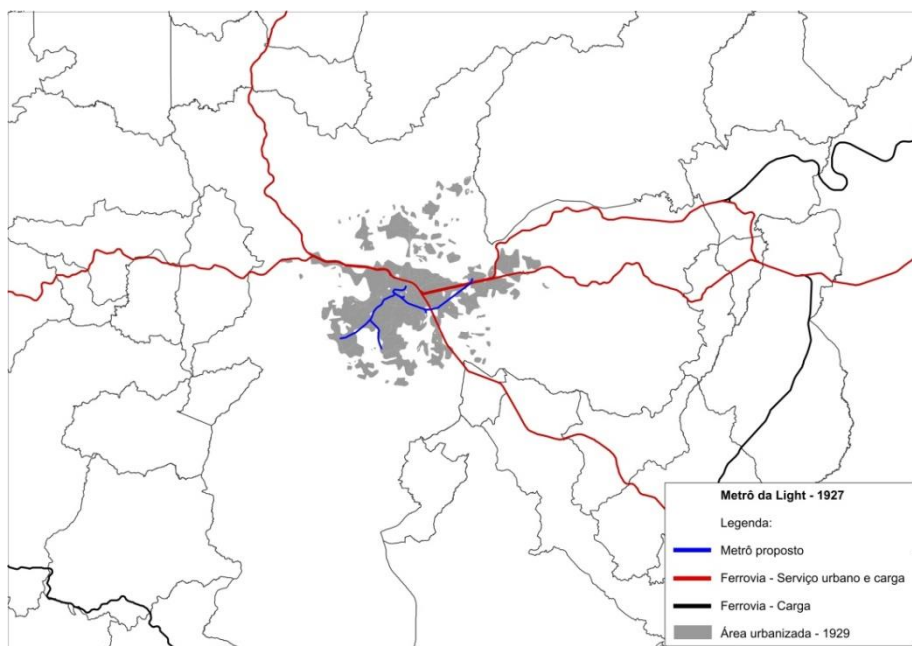 Metrô da Light - 1927
Legenda:
Metrô proposto
Ferrovia - Serviço urbano e carga
Ferrovia - Carga
Área urbanizada - 1929